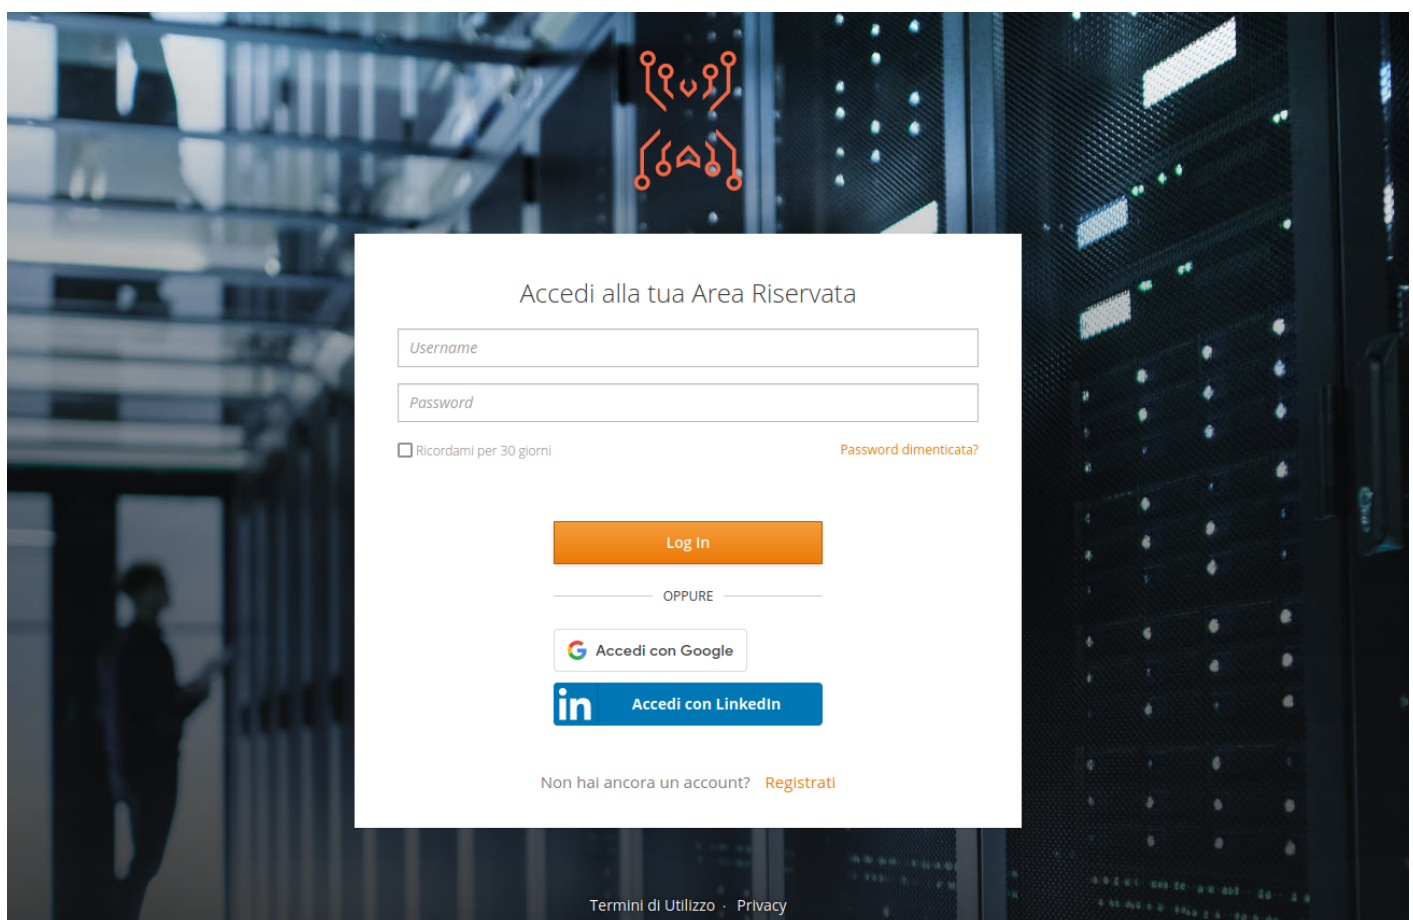 Accedi alla tua Area Riservata
Username
Password
Ricordami per 30 giorni
Password dimenticata?
Log In
OPPURE
Accedi con Google
in Accedi con LinkedIn
Non hai ancora un account? Registrati
Termini di Utilizzo · Privacy